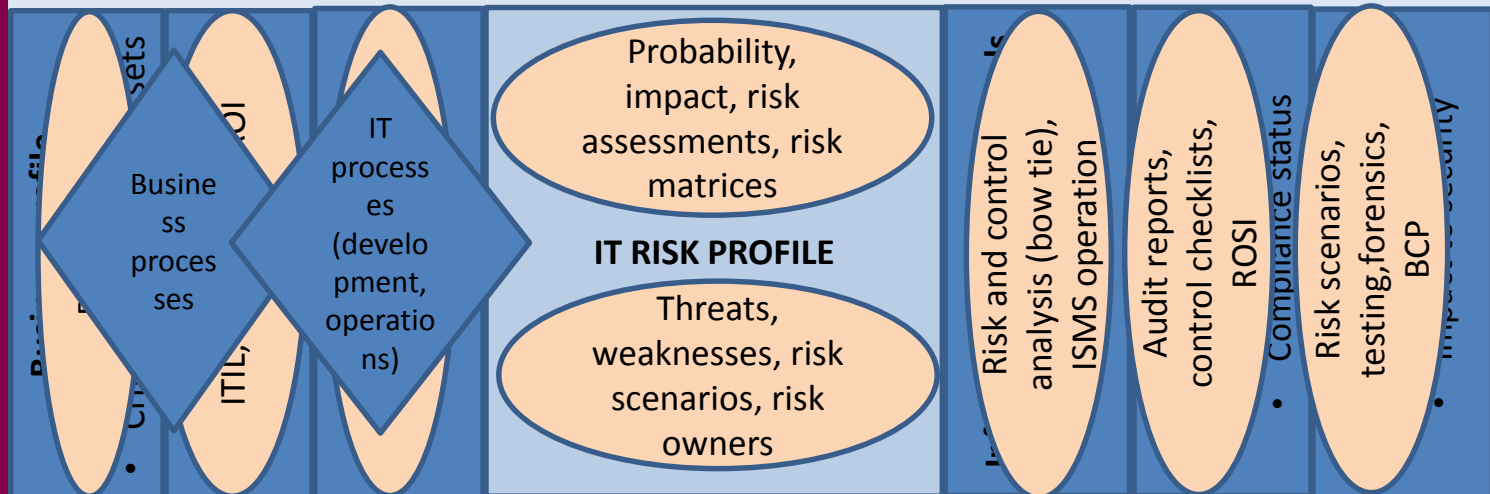 Busine
ss
proces
ses
ITIL,
IT
process
es
(develo
pment,
operatio
ns)
Probability,
impact, risk
assessments, risk
matrices
IT RISK PROFILE
Threats,
weaknesses, risk
scenarios, risk
owners
Risk and control
analysis (bow tie),
ISMS operation
Audit reports,
control checklists,
ROSI
• Compliance status
Risk scenarios,
testing,forensics,
BCP